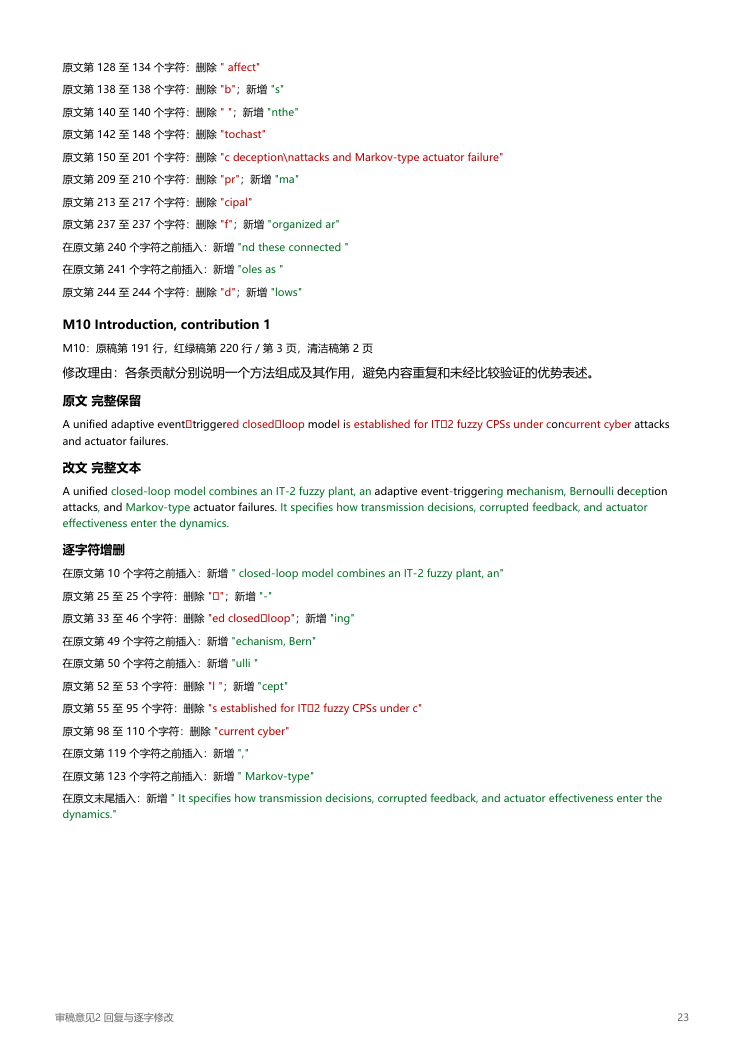 原文第 128 至 134 个字符：删除 " affect"
原文第 138 至 138 个字符：删除 "b"；新增 "s"
原文第 140 至 140 个字符：删除 " "；新增 "nthe"
原文第 142 至 148 个字符：删除 "tochast"
原文第 150 至 201 个字符：删除 "c deception\nattacks and Markov-type actuator failure"
原文第 209 至 210 个字符：删除 "pr"；新增 "ma"
原文第 213 至 217 个字符：删除 "cipal"
原文第 237 至 237 个字符：删除 "f"；新增 "organized ar"
在原文第 240 个字符之前插入：新增 "nd these connected "
在原文第 241 个字符之前插入：新增 "oles as "
原文第 244 至 244 个字符：删除 "d"；新增 "lows"
M10 Introduction, contribution 1
M10：原稿第 191 行，红绿稿第 220 行 / 第 3 页，清洁稿第 2 页
修改理由：各条贡献分别说明一个方法组成及其作用，避免内容重复和未经比较验证的优势表述。
原文 完整保留
A unified adaptive event▯triggered closed▯loop model is established for IT▯2 fuzzy CPSs under concurrent cyber attacks
and actuator failures.
改文 完整文本
A unified closed-loop model combines an IT-2 fuzzy plant, an adaptive event-triggering mechanism, Bernoulli deception
attacks, and Markov-type actuator failures. It specifies how transmission decisions, corrupted feedback, and actuator
effectiveness enter the dynamics.
逐字符增删
在原文第 10 个字符之前插入：新增 " closed-loop model combines an IT-2 fuzzy plant, an"
原文第 25 至 25 个字符：删除 "▯"；新增 "-"
原文第 33 至 46 个字符：删除 "ed closed▯loop"；新增 "ing"
在原文第 49 个字符之前插入：新增 "echanism, Bern"
在原文第 50 个字符之前插入：新增 "ulli "
原文第 52 至 53 个字符：删除 "l "；新增 "cept"
原文第 55 至 95 个字符：删除 "s established for IT▯2 fuzzy CPSs under c"
原文第 98 至 110 个字符：删除 "current cyber"
在原文第 119 个字符之前插入：新增 ","
在原文第 123 个字符之前插入：新增 " Markov-type"
在原文末尾插入：新增 " It specifies how transmission decisions, corrupted feedback, and actuator effectiveness enter the
dynamics."
审稿意见2 回复与逐字修改
23